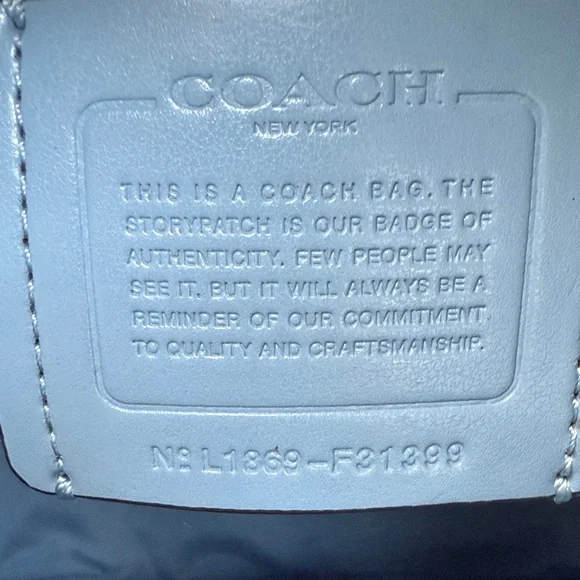 COACH
NEW YORK
THIS IS A COACH BAG. THE
STORYPATCH IS OUR BADGE OF
AUTHENTICITY. FEW PEOPLE MAY
SEE IT. BUT IT WILL ALWAYS BE A
REMINDER OF OUR COMMITMENT
TO QUALITY AND CRAFTSMANSHIP.
Nº L1869-F31399